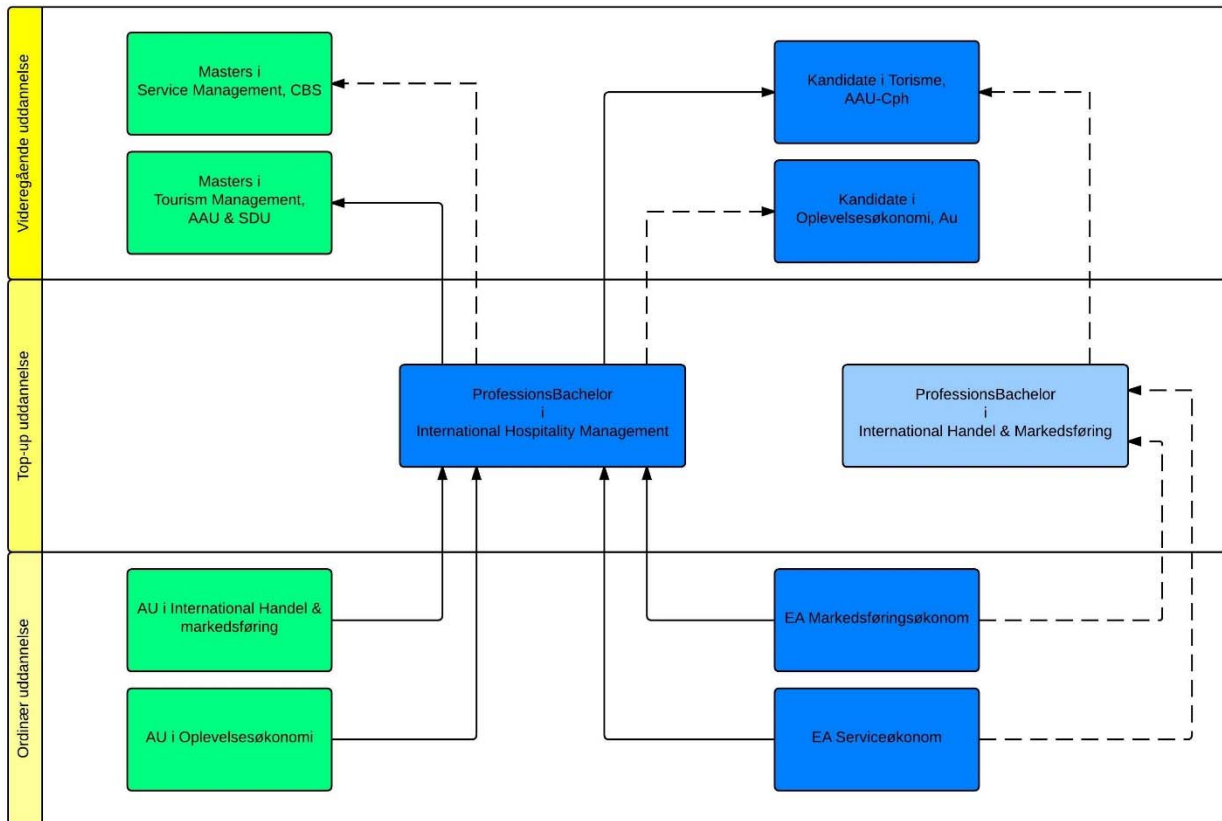 Videregående uddannelse
Masters i
Service Management, CBS
Kandidate i Torisme,
AAU-Cph
Masters i
Tourism Management,
AAU & SDU
Kandidate i
Oplevelsesøkonomi, Au
Top-up uddannelse
ProfessionsBachelor
i
International Hospitality Management
ProfessionsBachelor
i
International Handel & Markedsføring
Ordinær uddannelse
AU i International Handel &
markedsføring
EA Markedsføringsøkonom
AU i Oplevelsesøkonomi
EA Serviceøkonom